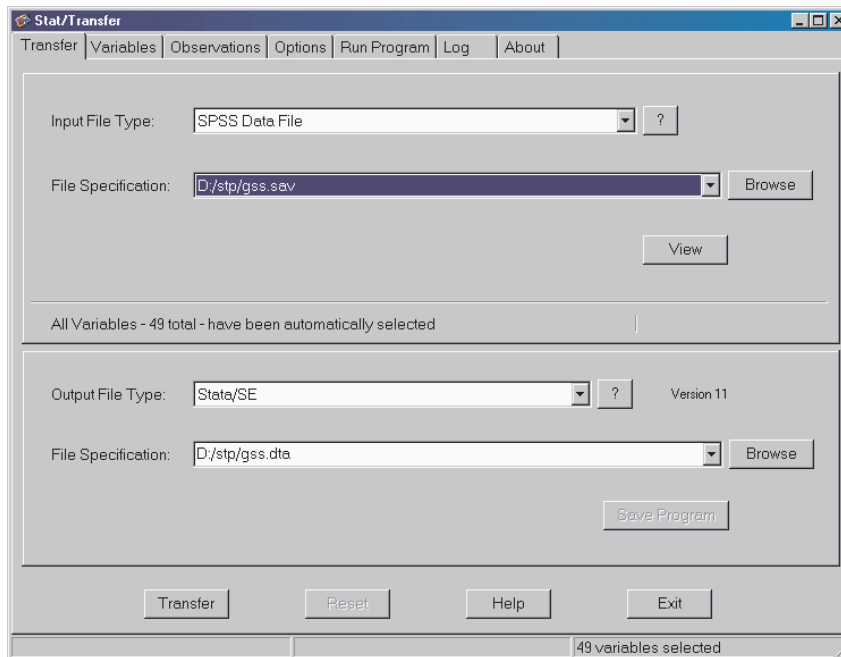 Stat/Transfer
Transfer Variables Observations Options Run Program Log About
Input File Type: SPSS Data File ?
File Specification: D:/stp/gss.sav Browse
View
All Variables - 49 total - have been automatically selected
Output File Type: Stata/SE ? Version 11
File Specification: D:/stp/gss.dta Browse
Save Program
Transfer Reset Help Exit
49 variables selected